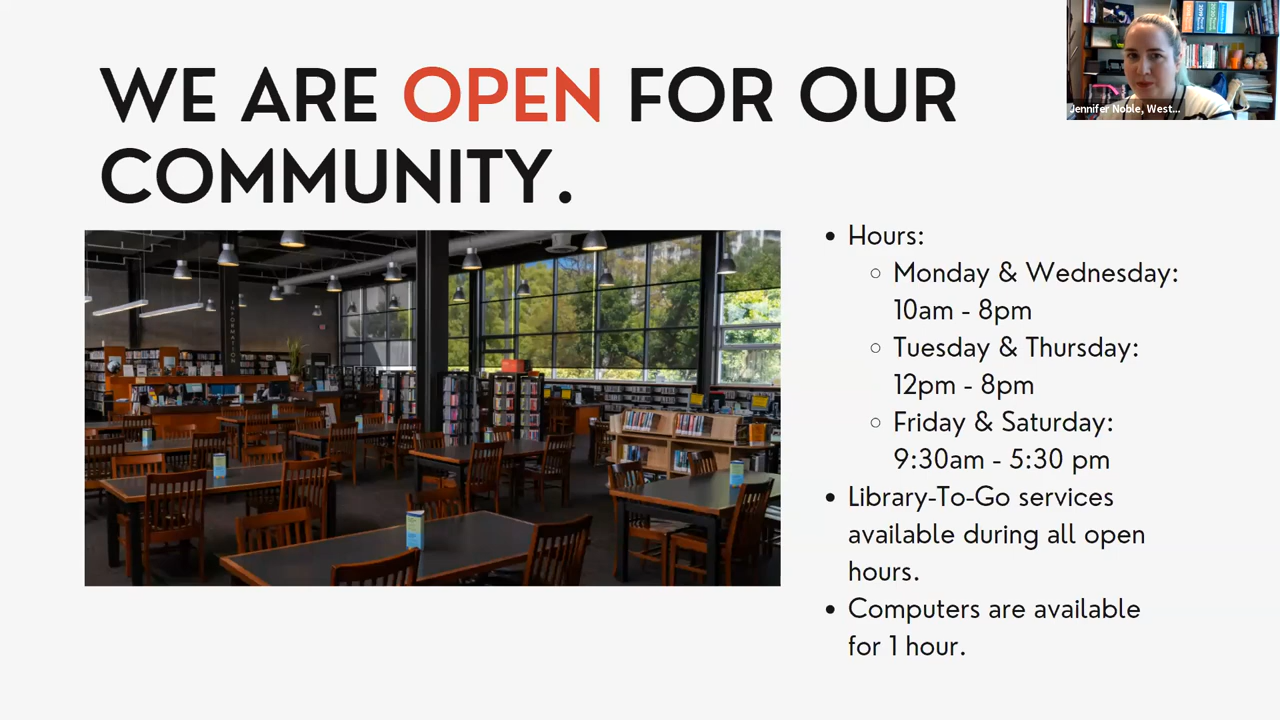 WE ARE OPEN FOR OUR
COMMUNITY.
Jennifer Noble, West...
INFORMATION
• Hours:
○ Monday & Wednesday:
10am - 8pm
○ Tuesday & Thursday:
12pm - 8pm
○ Friday & Saturday:
9:30am - 5:30 pm
• Library-To-Go services
available during all open
hours.
• Computers are available
for 1 hour.